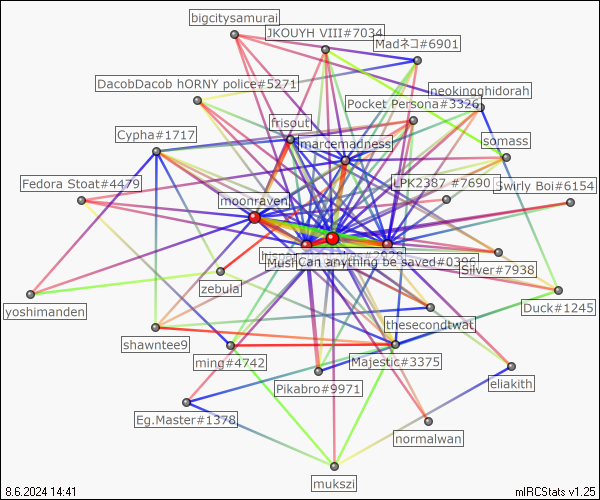 bigcitysamurai
JKOUYH VIII#7034
Madネコ#6901
DacobDacob hORNY police#5271
neokingghidorah
Pocket Persona#3326
frisout
Cypha#1717
marcemadness
somass
Fedora Stoat#4479
LPK2387 #7690
Swirly Boi#6154
moonraven
Can anything be saved#0396
Silver#7938
zebula
yoshimanden
Duck#1245
thesecondtwat
shawntee9
ming#4742
Majestic#3375
Pikabro#9971
eliakith
Eg.Master#1378
normalwan
mukszi
8.6.2024 14:41
mIRCStats v1.25